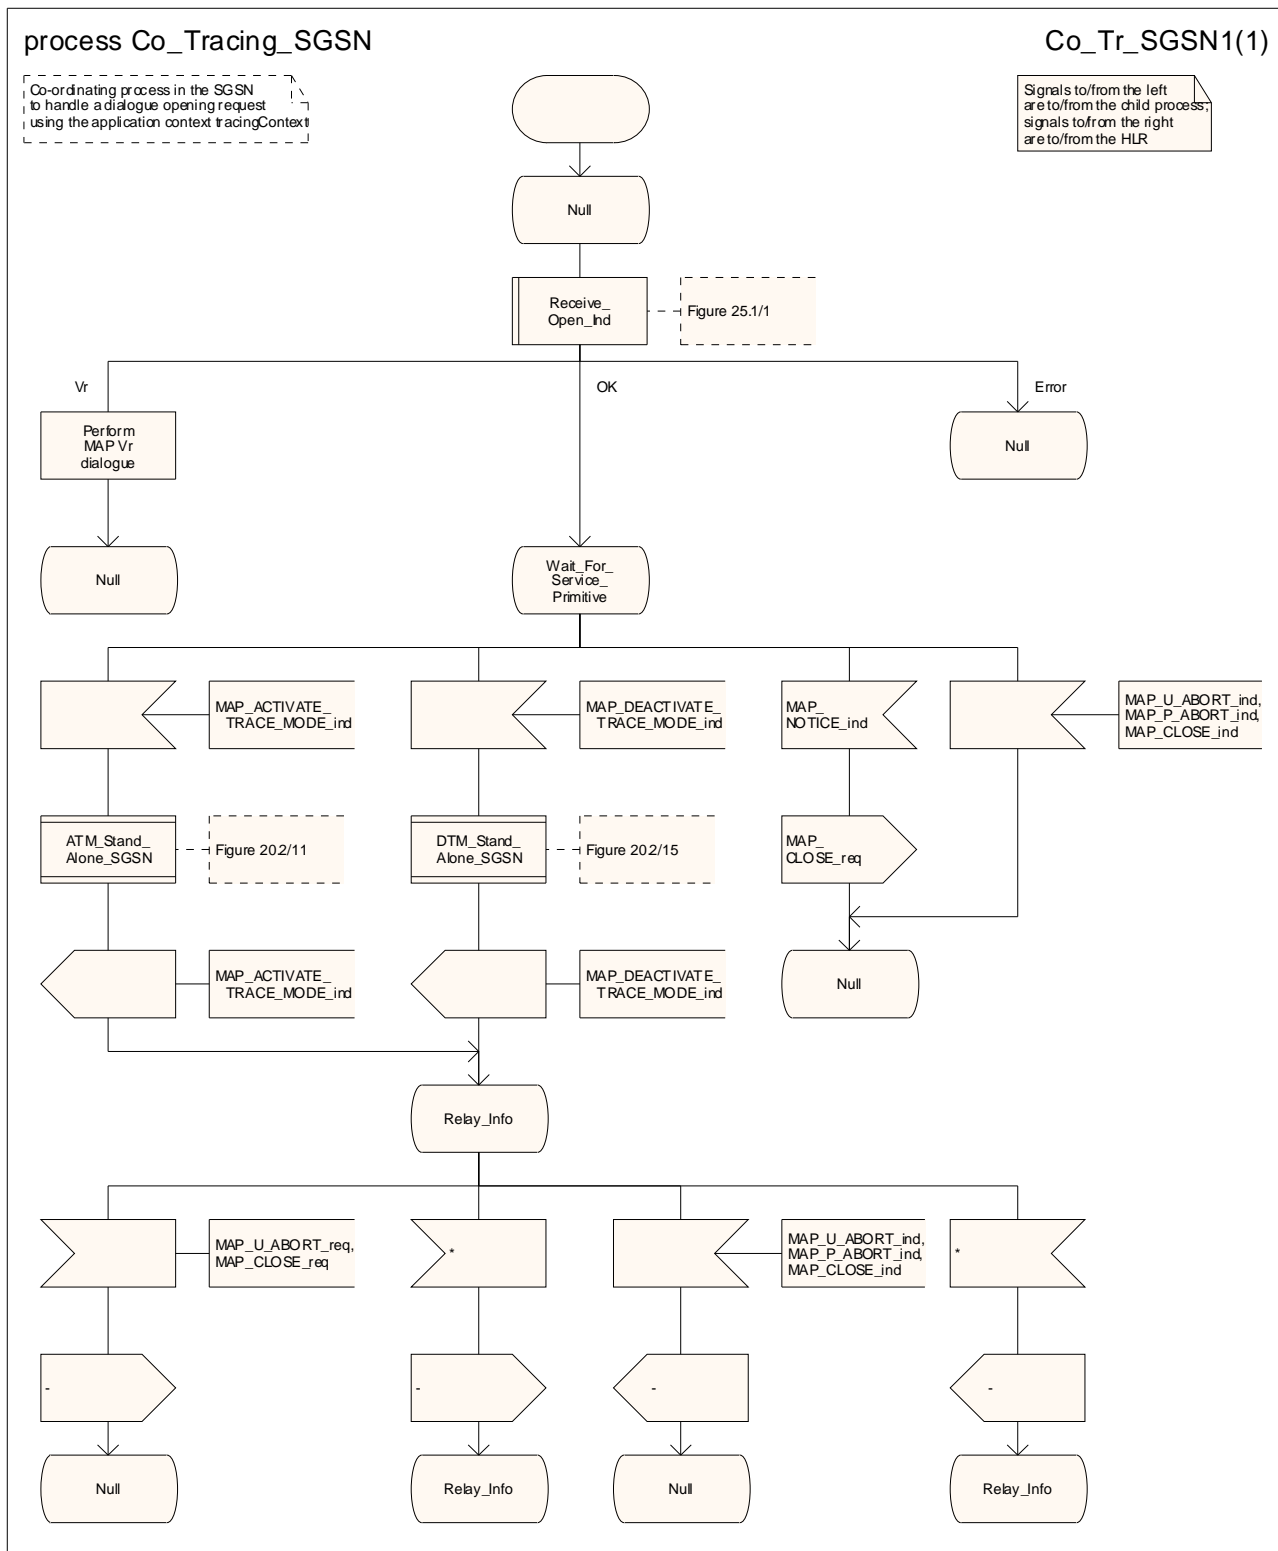 process Co_Tracing_SGSN
Co_Tr_SGSN1(1)
Co-ordinating process in the SGSN
to handle a dialogue opening request
using the application context tracingContext
Signals to/from the left
are to/from the child process;
signals to/from the right
are to/from the HLR
Null
Receive_
Open_Ind
Figure 25.1/1
Vr
OK
Error
Perform
MAP Vr
dialogue
Null
Null
Wait_For_
Service_
Primitive
MAP_ACTIVATE_
TRACE_MODE_ind
MAP_DEACTIVATE_
TRACE_MODE_ind
MAP_
NOTICE_ind
MAP_U_ABORT_ind,
MAP_P_ABORT_ind,
MAP_CLOSE_ind
ATM_Stand_
Alone_SGSN
Figure 20.2/11
DTM_Stand_
Alone_SGSN
Figure 20.2/15
MAP_
CLOSE_req
MAP_ACTIVATE_
TRACE_MODE_ind
MAP_DEACTIVATE_
TRACE_MODE_ind
Null
Relay_Info
MAP_U_ABORT_req,
MAP_CLOSE_req
*
MAP_U_ABORT_ind,
MAP_P_ABORT_ind,
MAP_CLOSE_ind
*
-
-
-
-
Null
Relay_Info
Null
Relay_Info